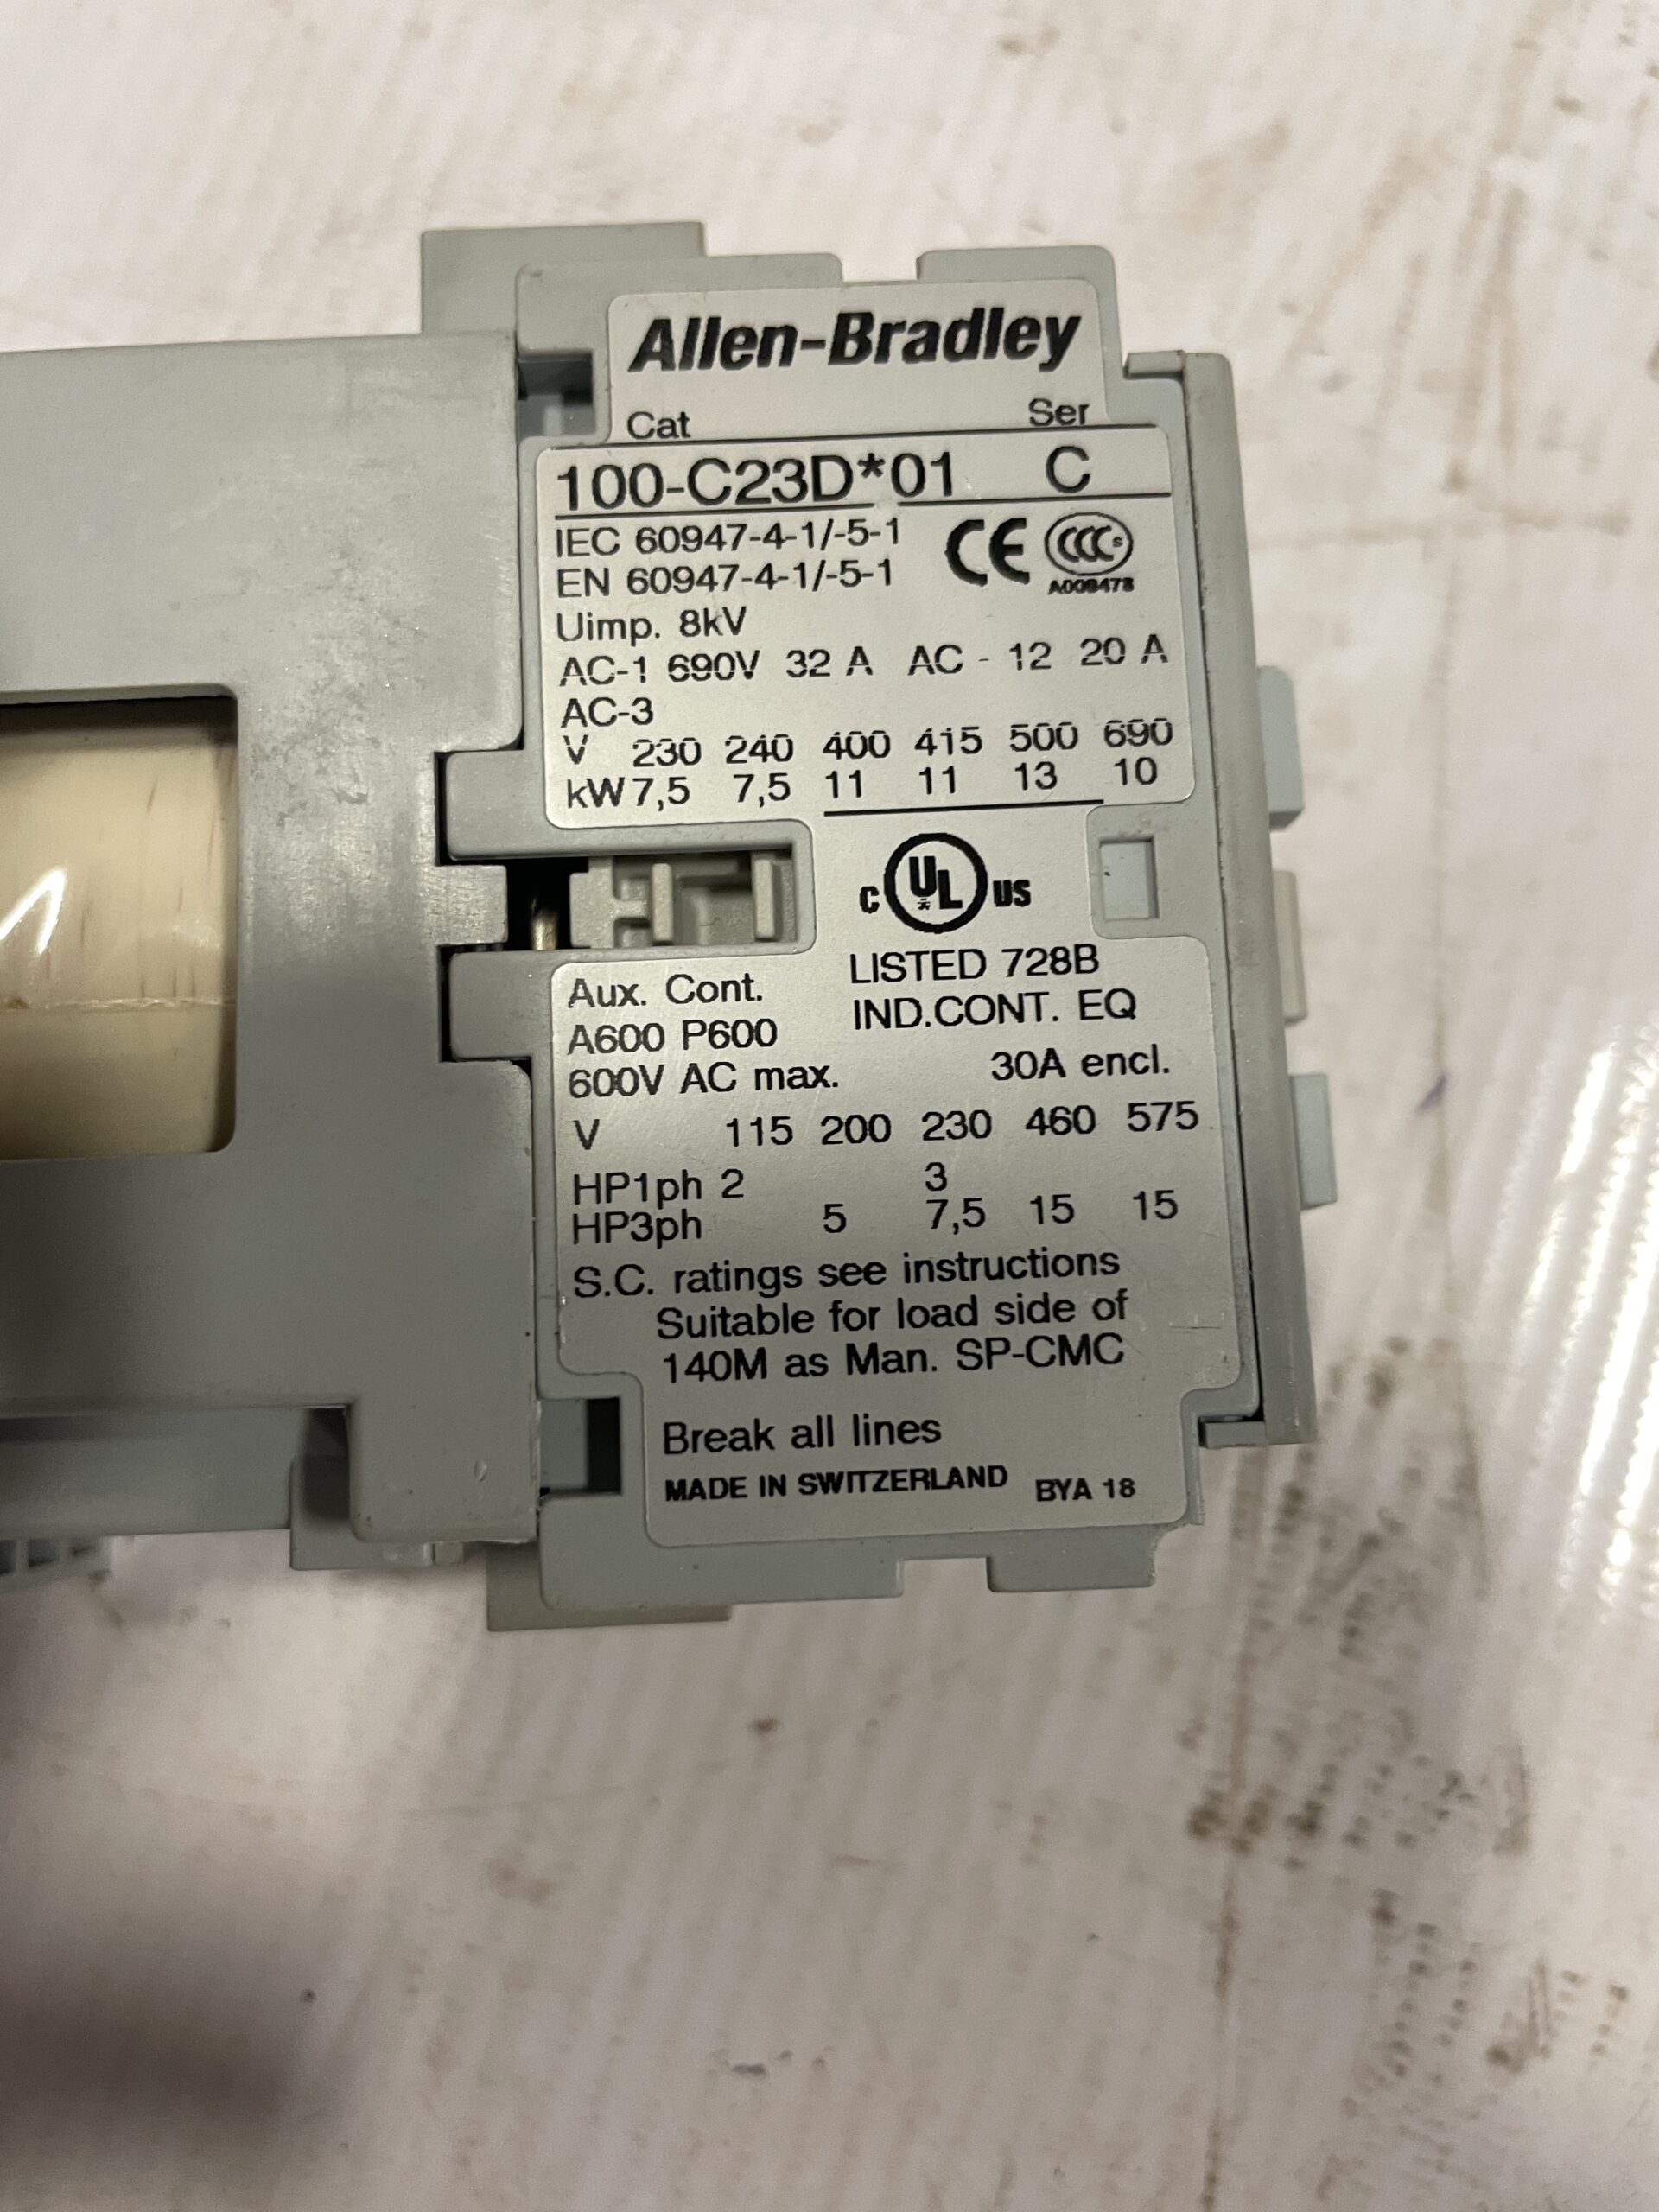 Allen-Bradley
Cat Ser
100-C23D*01 C
IEC 60947-4-1/-5-1
EN 60947-4-1/-5-1
CE CCC S
Uimp. 8kV
AC-1 690V 32 A AC - 12 20 A
AC-3
V 230 240 400 415 500 690
kW 7,5 7,5 11 11 13 10
C UL US
LISTED 728B
IND.CONT. EQ
Aux. Cont.
A600 P600
600V AC max. 30A encl.
V 115 200 230 460 575
HP1ph 2 3
HP3ph 5 7,5 15 15
S.C. ratings see instructions
Suitable for load side of
140M as Man. SP-CMC
Break all lines
MADE IN SWITZERLAND BYA 18